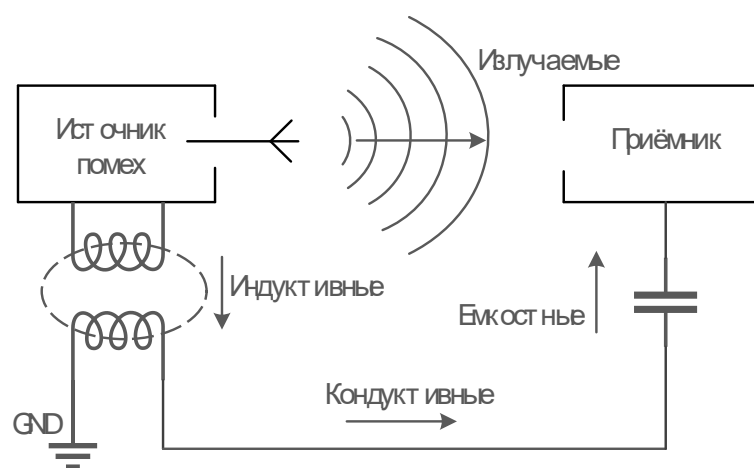 Излучаемые
Источник
помех
Приёмник
Индуктивные
Емкостные
Кондуктивные
GND